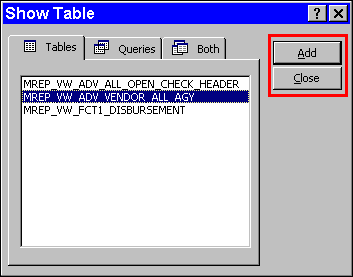 Show Table
? X
Tables Queries Both
Add
Close
MREP_VW_ADV_ALL_OPEN_CHECK_HEADER
MREP_VW_ADV_VENDOR_ALL_AGY
MREP_VW_FCT1_DISBURSEMENT